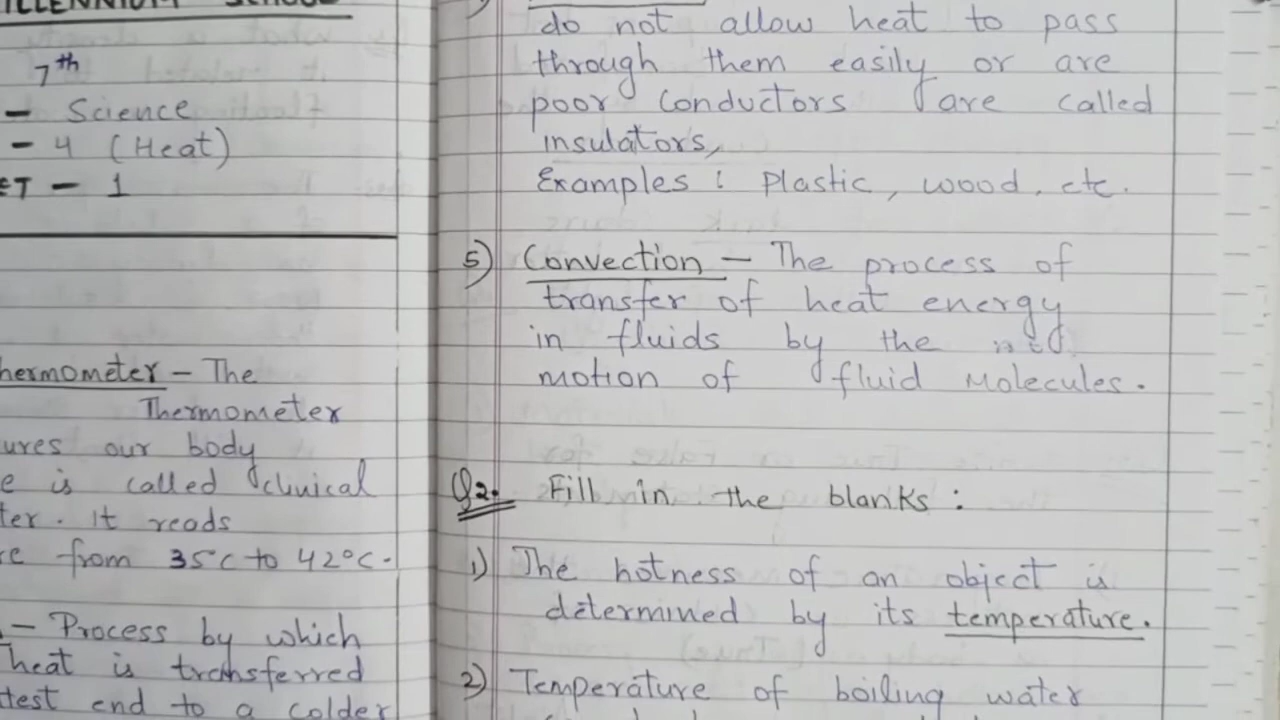 MILLENNIUM SCHOOL
7th
- Science
- 4 (Heat)
ET - 1
hermometer - The
Thermometer
ures our body
e is called clinical
ter. It reads
re from 35°C to 42°C.
- Process by which
heat is transferred
ttest end to a colder
do not allow heat to pass
through them easily or are
poor conductors are called
insulators,
Examples : Plastic, wood, etc.
5) Convection - The process of
transfer of heat energy
in fluids by the
motion of fluid Molecules.
Q2. Fill in the blanks :
1) The hotness of an object is
determined by its temperature.
2) Temperature of boiling water